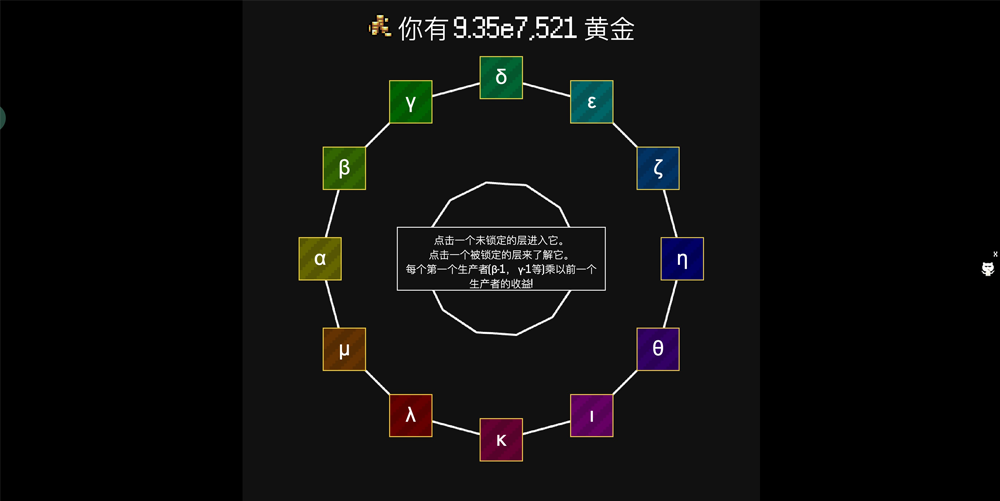 你有 9.35e7,521 黄金
δ
γ
ε
β
ζ
点击一个未锁定的层进入它。
点击一个被锁定的层来了解它。
每个第一个生产者(β-1, γ-1等)乘以前一个
生产者的收益!
α
η
μ
θ
λ
ι
κ
x